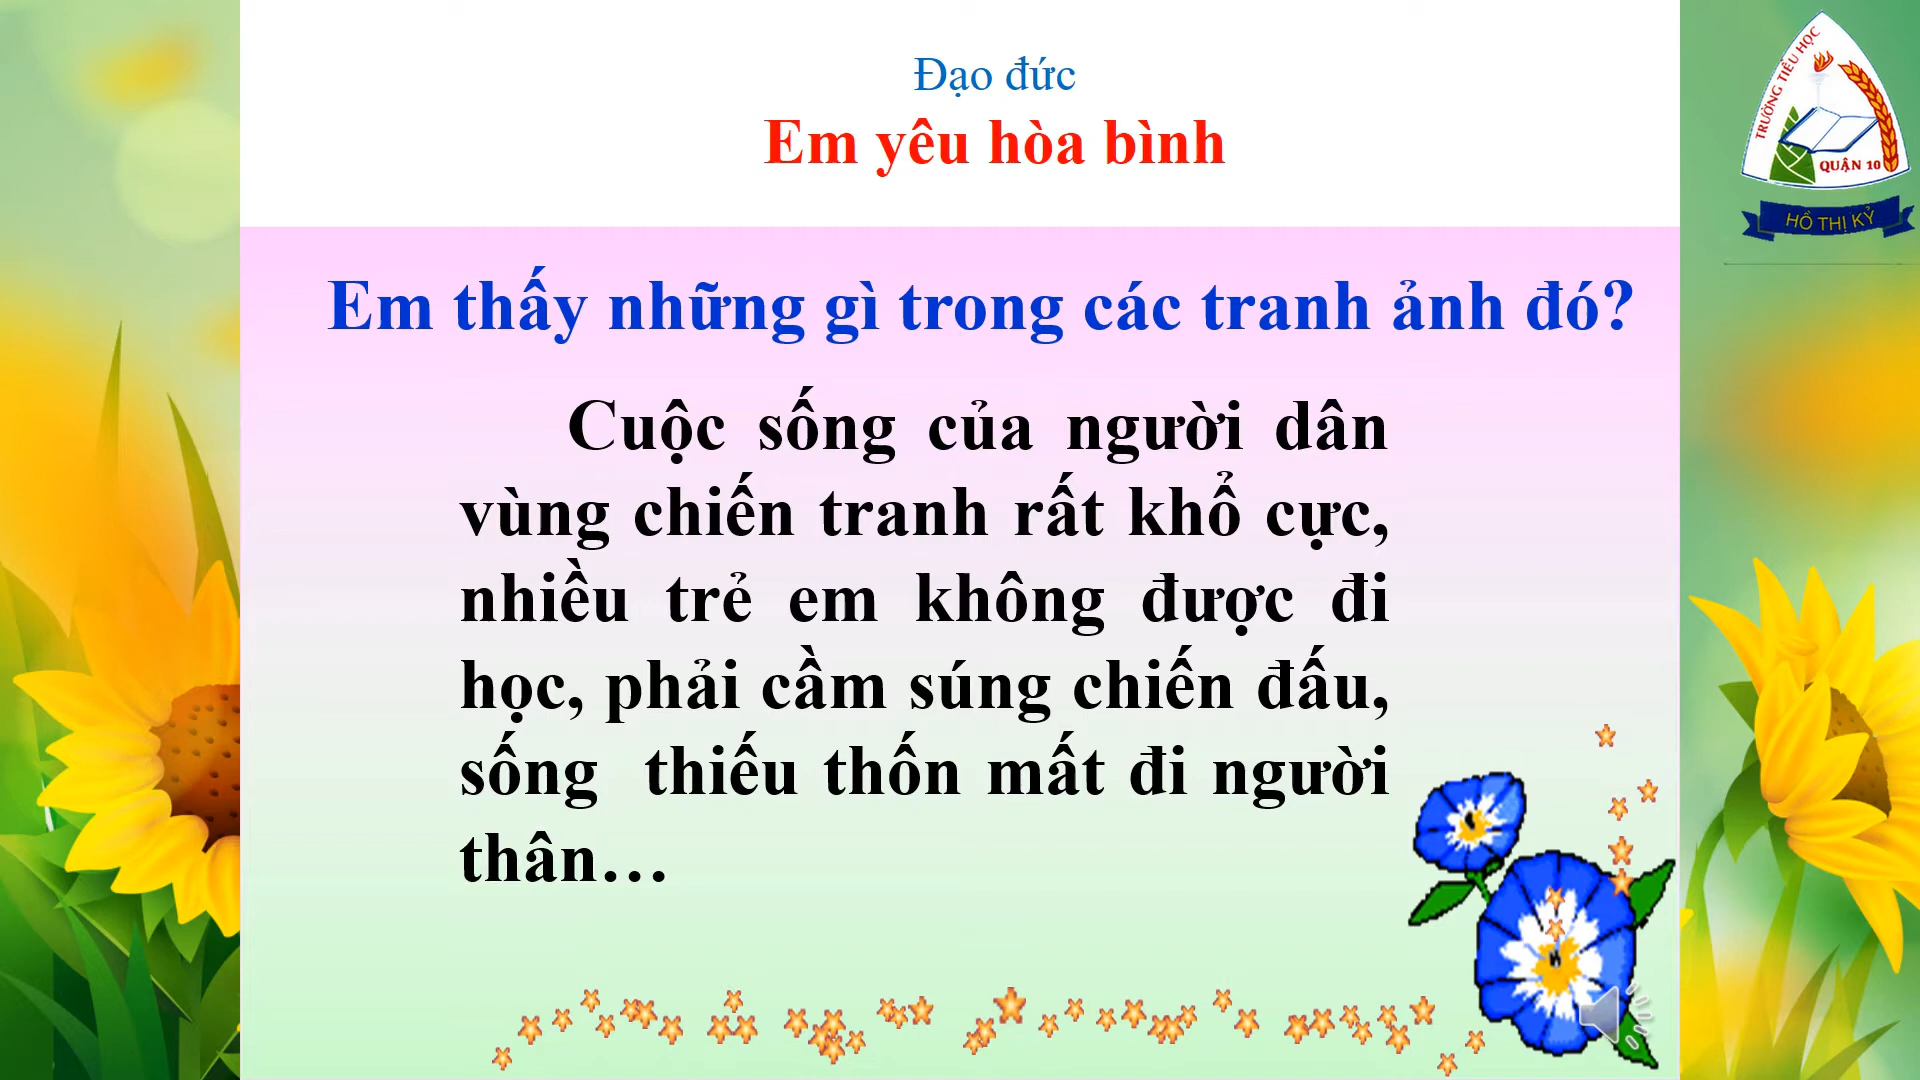 Đạo đức
Em yêu hòa bình
TRƯỜNG TIỂU HỌC
QUẬN 10
HỒ THỊ KỶ
Em thấy những gì trong các tranh ảnh đó?
Cuộc sống của người dân
vùng chiến tranh rất khổ cực,
nhiều trẻ em không được đi
học, phải cầm súng chiến đấu,
sống thiếu thốn mất đi người
thân…